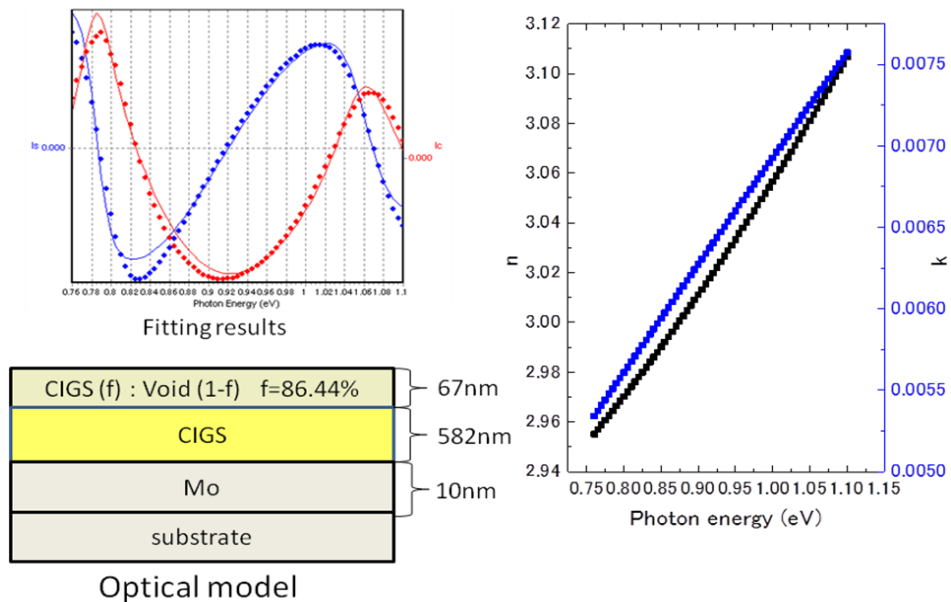 Is 0.000
0.000 Ic
0.76 0.78 0.8 0.82 0.84 0.86 0.88 0.9 0.92 0.94 0.96 0.98 1 1.02 1.04 1.06 1.08 1.1
Photon Energy (eV)
Fitting results
CIGS (f) : Void (1-f) f=86.44%
67nm
CIGS
582nm
Mo
10nm
substrate
Optical model
3.12
3.10
3.08
3.06
3.04
3.02
3.00
2.98
2.96
2.94
n
0.0075
0.0070
0.0065
0.0060
0.0055
0.0050
k
0.75 0.80 0.85 0.90 0.95 1.00 1.05 1.10 1.15
Photon energy (eV)